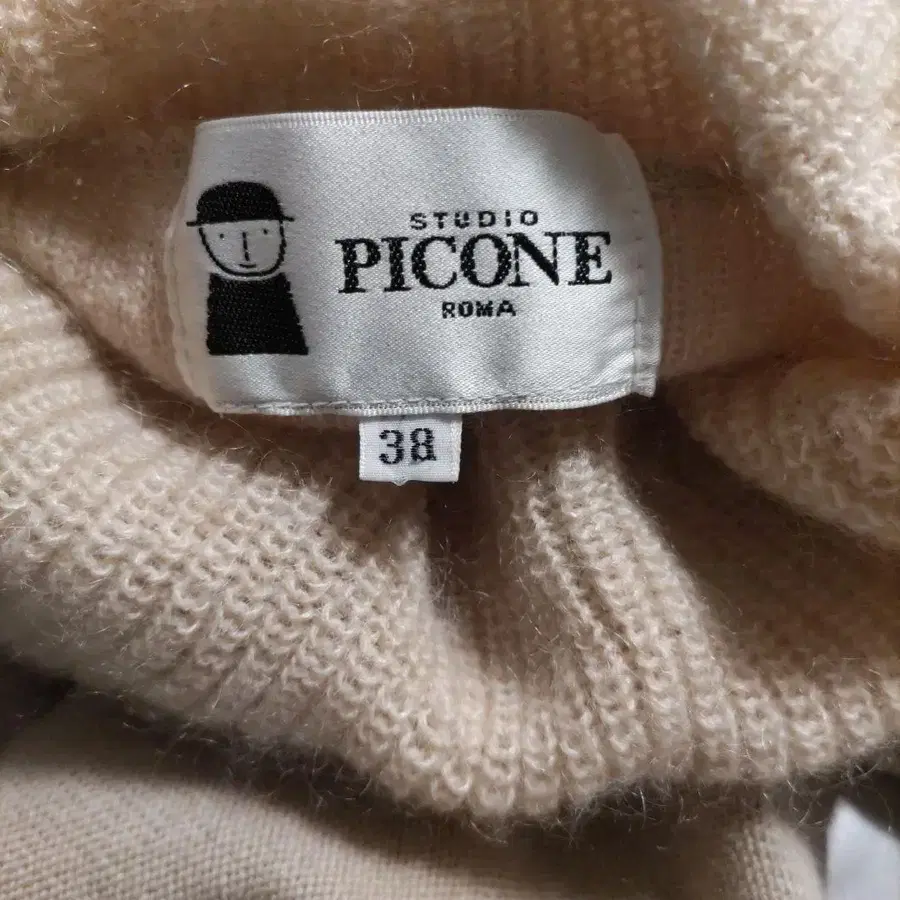 STUDIO
PICONE
ROMA
38